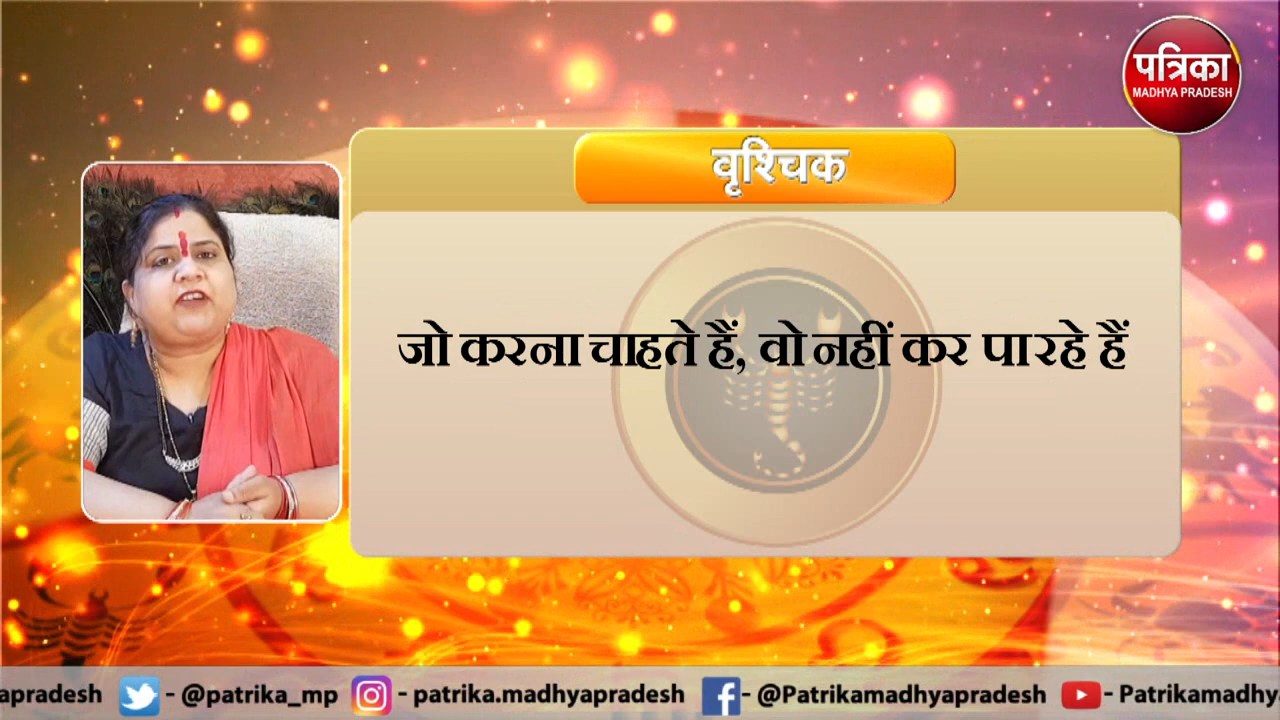 पत्रिका
MADHYA PRADESH
वृश्चिक
जो करना चाहते हैं, वो नहीं कर पा रहे हैं
apradesh - @patrika_mp - patrika.madhyapradesh - @Patrikamadhyapradesh - Patrikamadhy